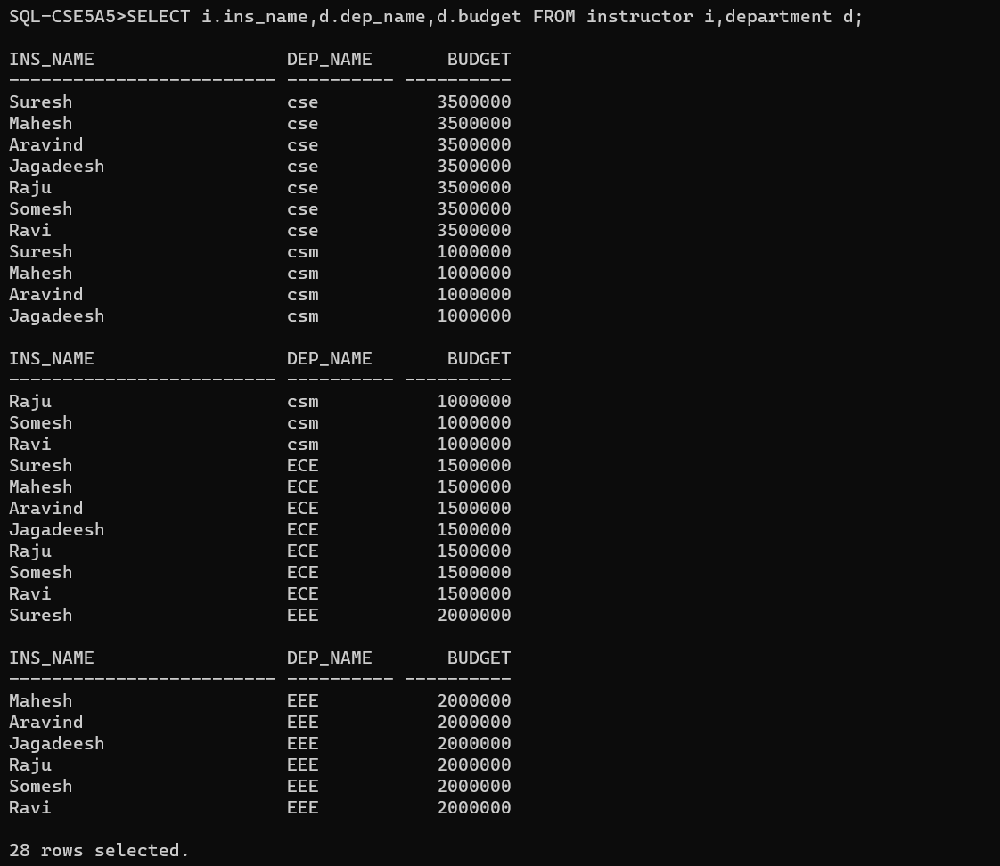 SQL-CSE5A5>SELECT i.ins_name,d.dep_name,d.budget FROM instructor i,department d;
INS_NAME                  DEP_NAME       BUDGET
------------------------- ---------- ----------
Suresh                    cse           3500000
Mahesh                    cse           3500000
Aravind                   cse           3500000
Jagadeesh                 cse           3500000
Raju                      cse           3500000
Somesh                    cse           3500000
Ravi                      cse           3500000
Suresh                    csm           1000000
Mahesh                    csm           1000000
Aravind                   csm           1000000
Jagadeesh                 csm           1000000
INS_NAME                  DEP_NAME       BUDGET
------------------------- ---------- ----------
Raju                      csm           1000000
Somesh                    csm           1000000
Ravi                      csm           1000000
Suresh                    ECE           1500000
Mahesh                    ECE           1500000
Aravind                   ECE           1500000
Jagadeesh                 ECE           1500000
Raju                      ECE           1500000
Somesh                    ECE           1500000
Ravi                      ECE           1500000
Suresh                    EEE           2000000
INS_NAME                  DEP_NAME       BUDGET
------------------------- ---------- ----------
Mahesh                    EEE           2000000
Aravind                   EEE           2000000
Jagadeesh                 EEE           2000000
Raju                      EEE           2000000
Somesh                    EEE           2000000
Ravi                      EEE           2000000
28 rows selected.